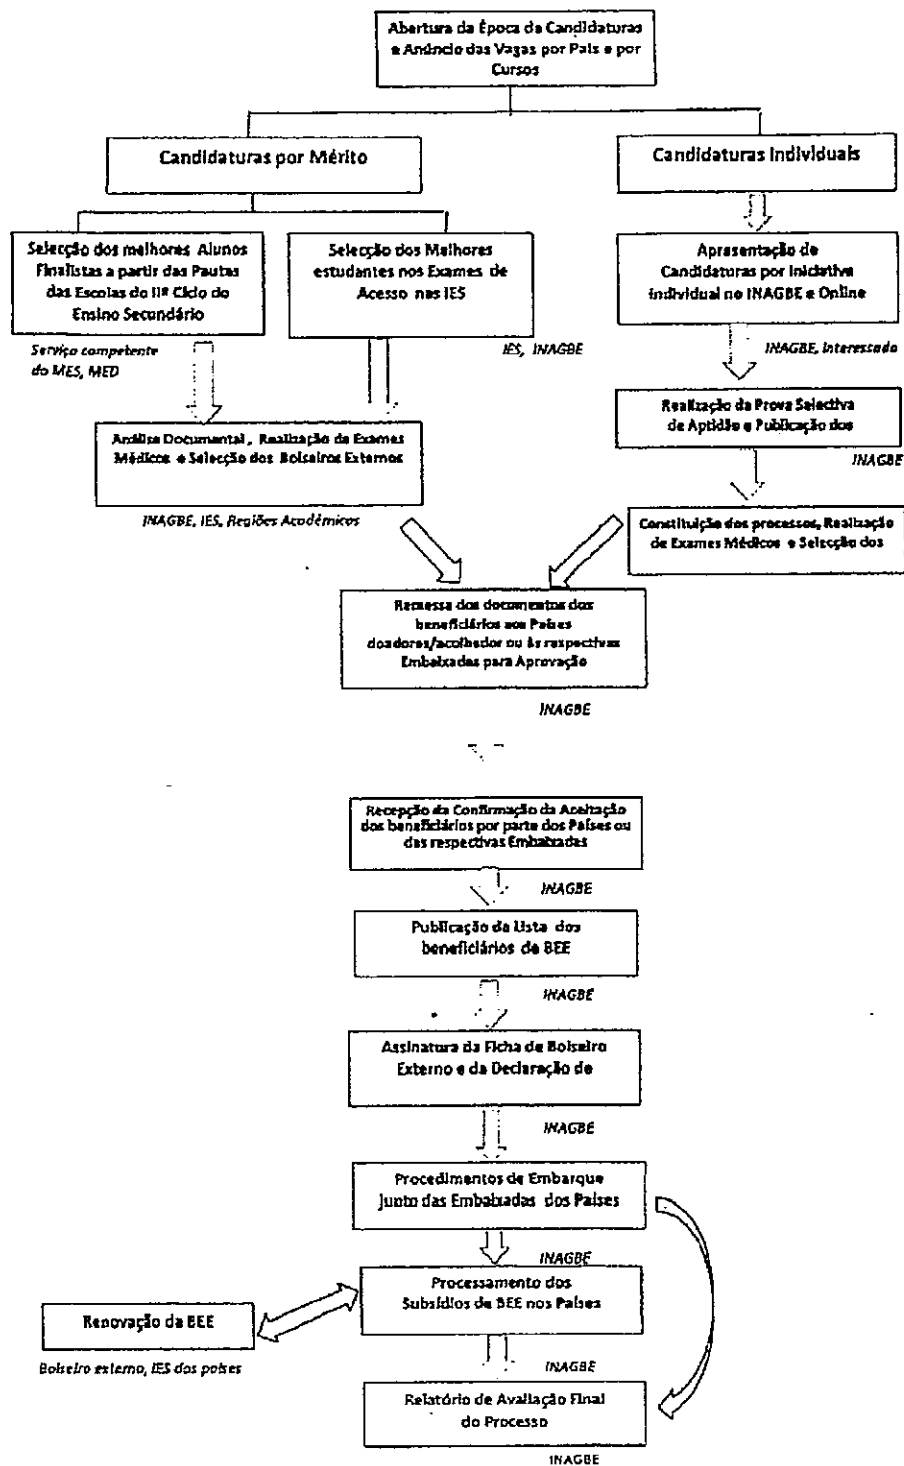 Abertura da Época de Candidaturas
e Anúncio das Vagas por País e por
Cursos
Candidaturas por Mérito
Candidaturas Individuais
Selecção dos melhores Alunos
Finalistas a partir das Pautas
das Escolas do IIº Ciclo do
Ensino Secundário
Selecção dos Melhores
estudantes nos Exames de
Acesso nas IES
Apresentação de
Candidaturas por Iniciativa
individual no INAGBE e Online
Serviço competente
do MES, MED
IES, INAGBE
INAGBE, Interessado
Realização da Prova Selectiva
de Aptidão e Publicação dos
INAGBE
Análise Documental, Realização de Exames
Médicos e Selecção dos Bolseiros Externos
INAGBE, IES, Regiões Académicos
Constituição dos processos, Realização
de Exames Médicos e Selecção dos
Remessa dos documentos dos
beneficiários aos Países
doadores/acolhedor ou às respectivas
Embaixadas para Aprovação
INAGBE
Recepção da Confirmação da Aceitação
dos beneficiários por parte dos Países ou
das respectivas Embaixadas
INAGBE
Publicação da Lista dos
beneficiários de BEE
INAGBE
Assinatura da Ficha de Bolseiro
Externo e da Declaração de
INAGBE
Procedimentos de Embarque
Junto das Embaixadas dos Países
INAGBE
Processamento dos
Subsídios de BEE nos Países
Renovação da BEE
Bolseiro externo, IES dos países
INAGBE
Relatório de Avaliação Final
do Processo
INAGBE